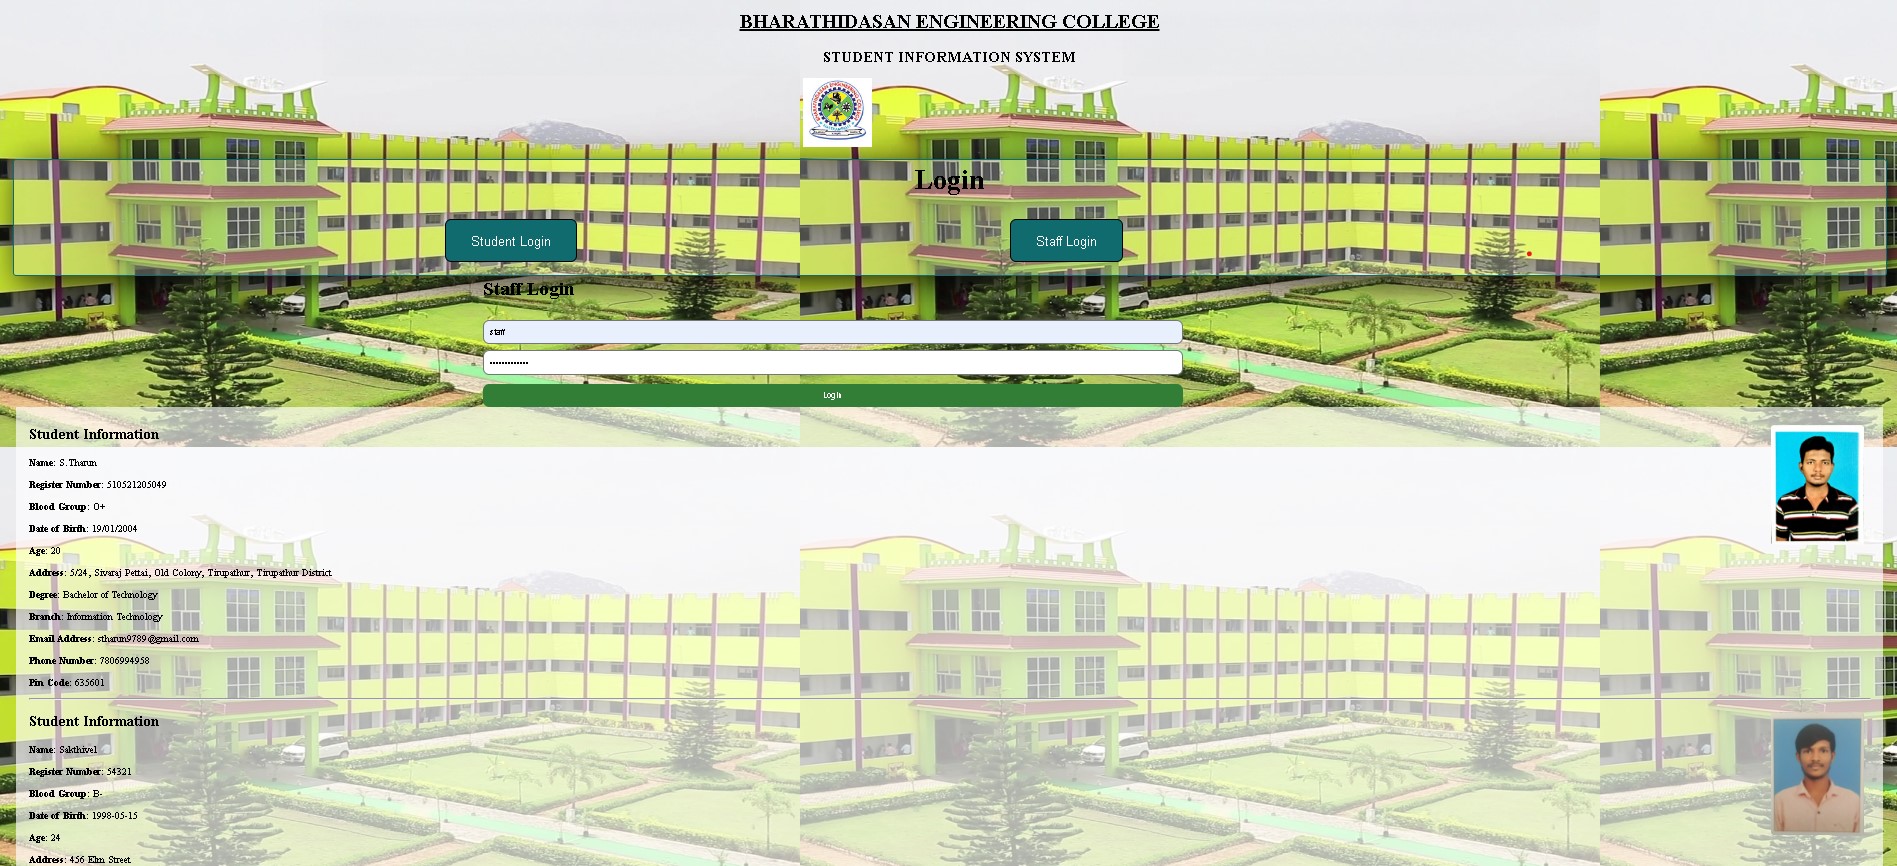 BHARATHIDASAN ENGINEERING COLLEGE
STUDENT INFORMATION SYSTEM
Login
Student Login
Staff Login
Staff Login
staff
Login
Student Information
Name: S.Tharun
Register Number: 510521205049
Blood Group: O+
Date of Birth: 19/01/2004
Age: 20
Address: 5/24, Sivaraj Pettai, Old Colony, Tirupathur, Tirupathur District
Degree: Bachelor of Technology
Branch: Information Technology
Email Address: stharun9789@gmail.com
Phone Number: 7806994958
Pin Code: 635601
Student Information
Name: Sakthivel
Register Number: 54321
Blood Group: B-
Date of Birth: 1998-05-15
Age: 24
Address: 456 Elm Street